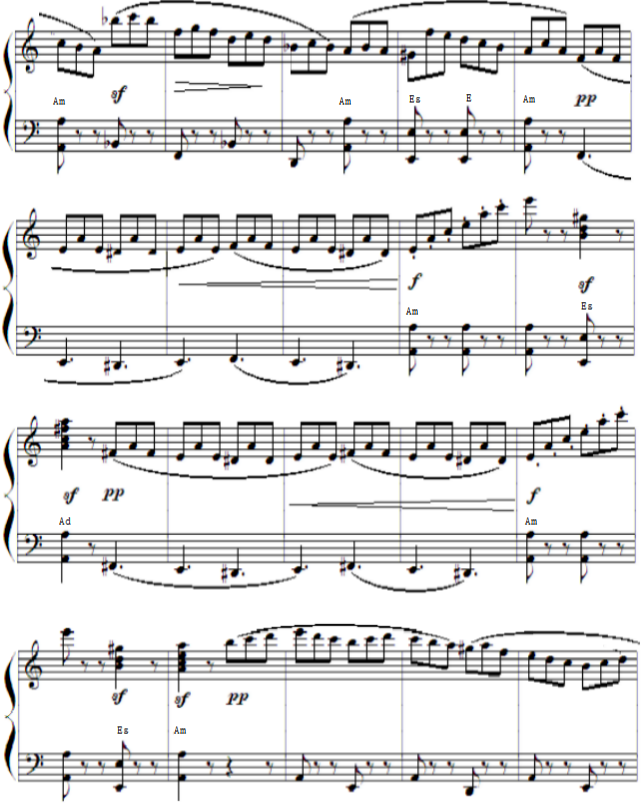 sf
Am Am Es E Am pp
f sf
Am Es
sf pp f
Ad Am
sf sf pp
Es Am